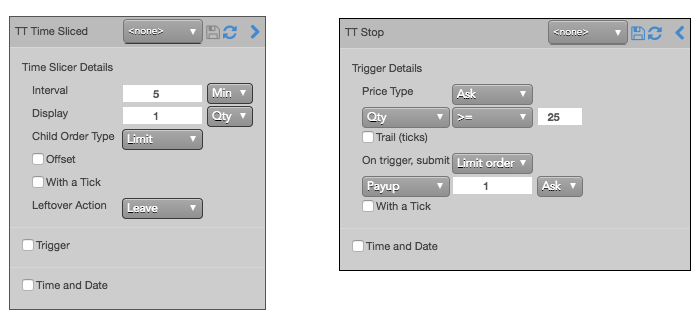 TT Time Sliced <none>
Time Slicer Details
Interval 5 Min
Display 1 Qty
Child Order Type Limit
Offset
With a Tick
Leftover Action Leave
Trigger
Time and Date
TT Stop <none>
Trigger Details
Price Type Ask
Qty >= 25
Trail (ticks)
On trigger, submit Limit order
Payup 1 Ask
With a Tick
Time and Date